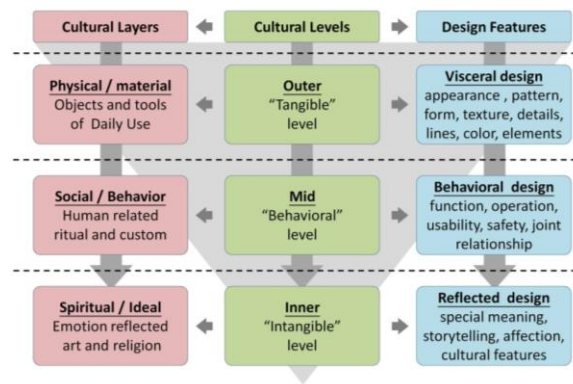 Cultural Layers
Cultural Levels
Design Features
Physical / material
Objects and tools
of Daily Use
Outer
“Tangible”
level
Visceral design
appearance , pattern,
form, texture, details,
lines, color, elements
Social / Behavior
Human related
ritual and custom
Mid
“Behavioral”
level
Behavioral design
function, operation,
usability, safety, joint
relationship
Spiritual / Ideal
Emotion reflected
art and religion
Inner
“Intangible”
level
Reflected design
special meaning,
storytelling, affection,
cultural features